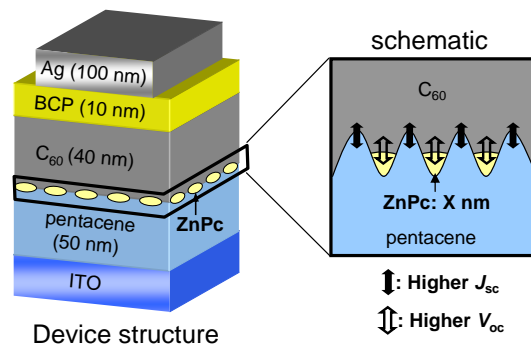 Ag (100 nm)
BCP (10 nm)
C₆₀ (40 nm)
ZnPc
pentacene
(50 nm)
ITO
Device structure
schematic
C₆₀
ZnPc: X nm
pentacene
: Higher Jsc
: Higher Voc